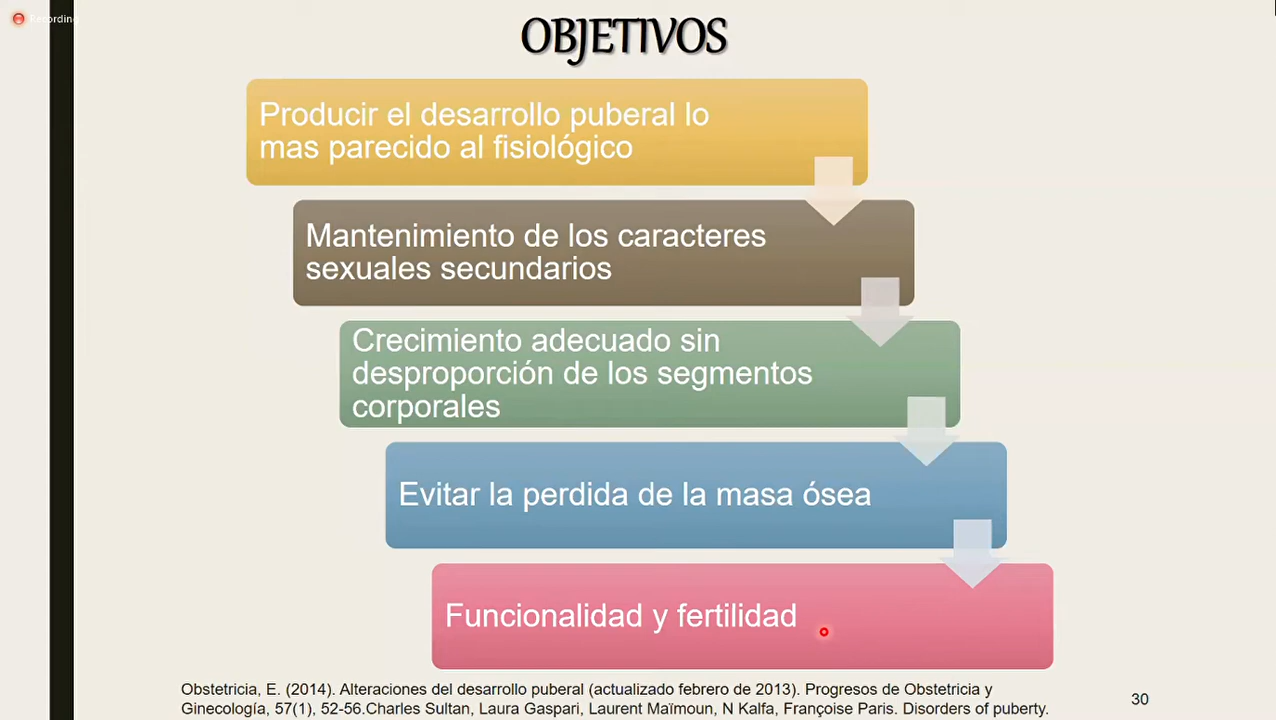 Recording
OBJETIVOS
Producir el desarrollo puberal lo
mas parecido al fisiológico
Mantenimiento de los caracteres
sexuales secundarios
Crecimiento adecuado sin
desproporción de los segmentos
corporales
Evitar la perdida de la masa ósea
Funcionalidad y fertilidad
Obstetricia, E. (2014). Alteraciones del desarrollo puberal (actualizado febrero de 2013). Progresos de Obstetricia y
Ginecología, 57(1), 52-56.Charles Sultan, Laura Gaspari, Laurent Maïmoun, N Kalfa, Françoise Paris. Disorders of puberty.
30